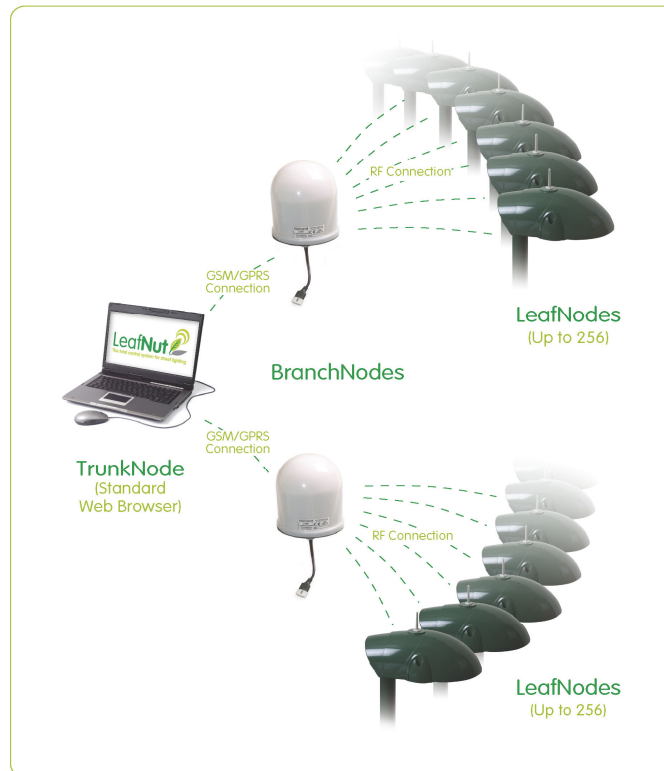 RF Connection
GSM/GPRS
Connection
LeafNodes
(Up to 256)
LeafNut
BranchNodes
GSM/GPRS
Connection
TrunkNode
(Standard
Web Browser)
RF Connection
LeafNodes
(Up to 256)